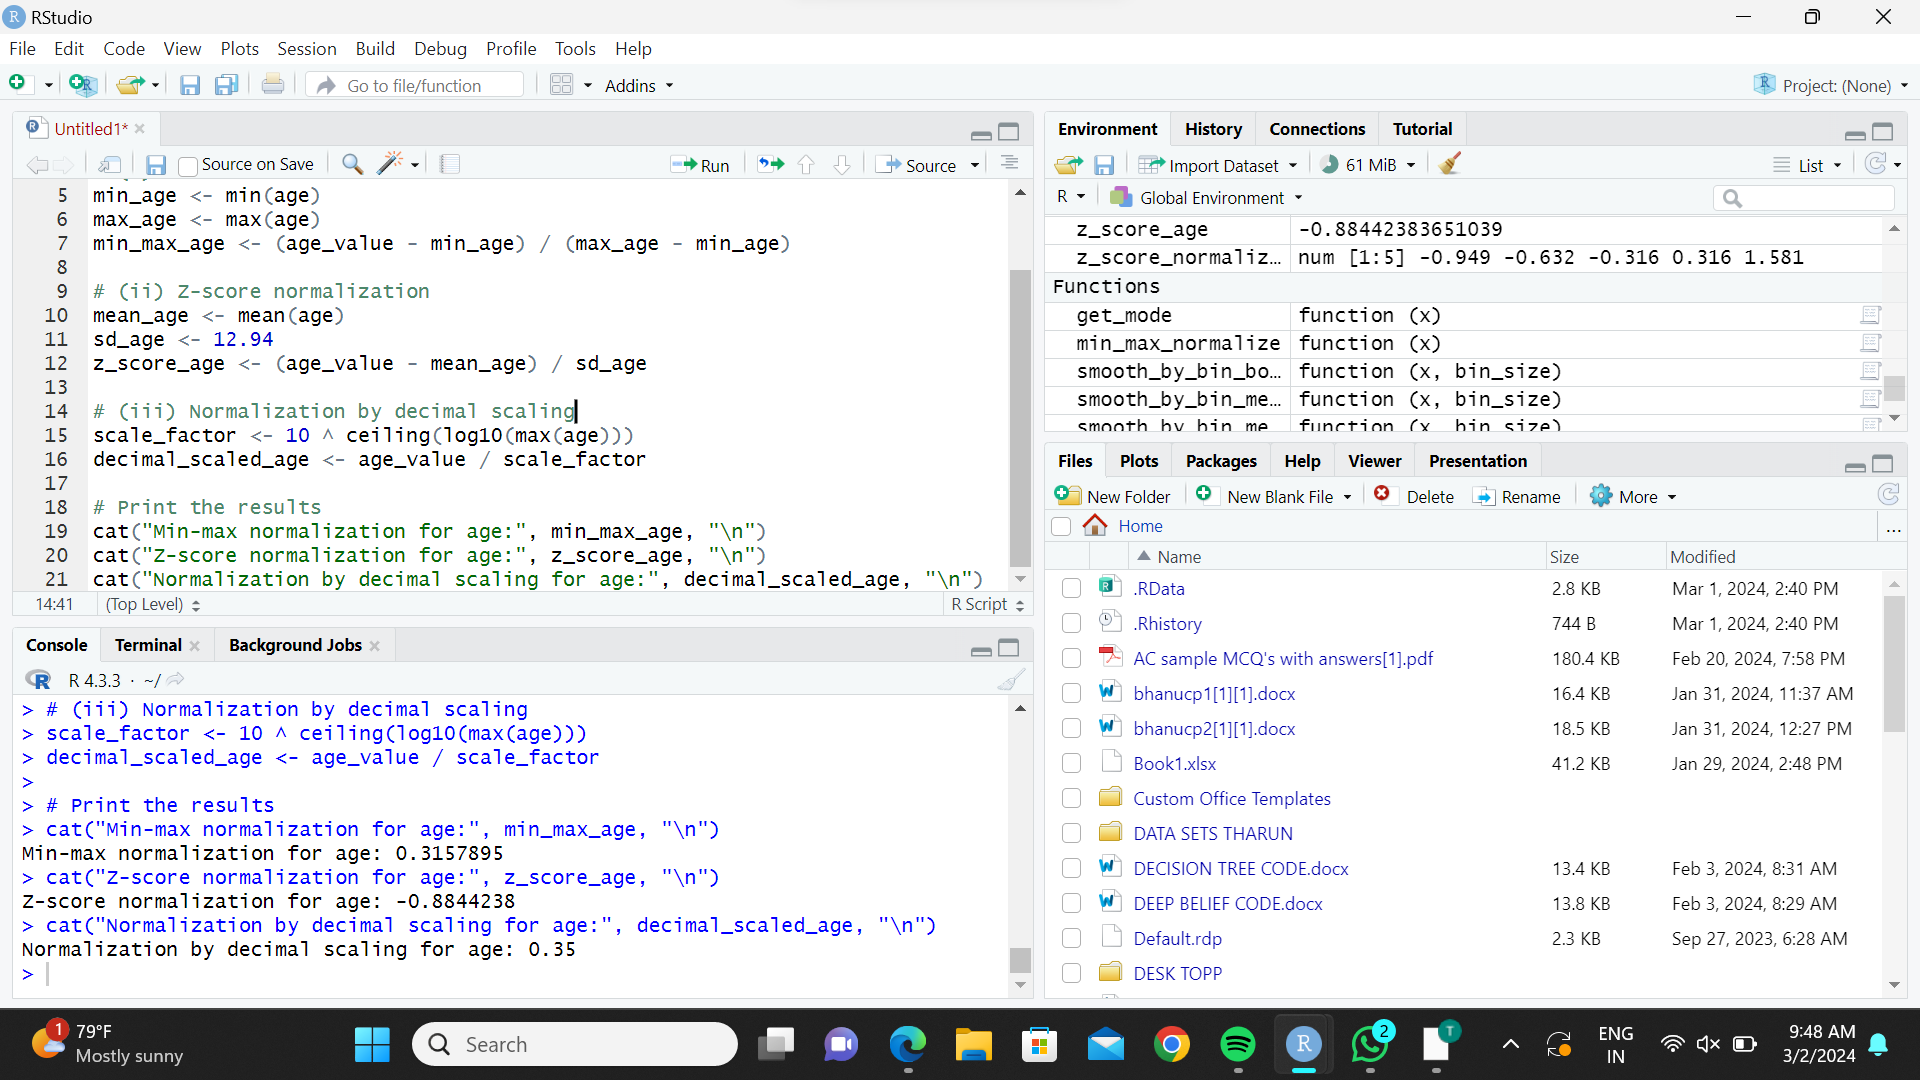 RStudio
File Edit Code View Plots Session Build Debug Profile Tools Help
Go to file/function Addins Project: (None)
Untitled1*
Source on Save Run Source
5 min_age <- min(age)
6 max_age <- max(age)
7 min_max_age <- (age_value - min_age) / (max_age - min_age)
8
9 # (ii) Z-score normalization
10 mean_age <- mean(age)
11 sd_age <- 12.94
12 z_score_age <- (age_value - mean_age) / sd_age
13
14 # (iii) Normalization by decimal scaling
15 scale_factor <- 10 ^ ceiling(log10(max(age)))
16 decimal_scaled_age <- age_value / scale_factor
17
18 # Print the results
19 cat("Min-max normalization for age:", min_max_age, "\n")
20 cat("Z-score normalization for age:", z_score_age, "\n")
21 cat("Normalization by decimal scaling for age:", decimal_scaled_age, "\n")
14:41 (Top Level) R Script
Console Terminal Background Jobs
R 4.3.3 · ~/
> # (iii) Normalization by decimal scaling
> scale_factor <- 10 ^ ceiling(log10(max(age)))
> decimal_scaled_age <- age_value / scale_factor
>
> # Print the results
> cat("Min-max normalization for age:", min_max_age, "\n")
Min-max normalization for age: 0.3157895
> cat("Z-score normalization for age:", z_score_age, "\n")
Z-score normalization for age: -0.8844238
> cat("Normalization by decimal scaling for age:", decimal_scaled_age, "\n")
Normalization by decimal scaling for age: 0.35
>
Environment History Connections Tutorial
Import Dataset 61 MiB List
R Global Environment
z_score_age -0.88442383651039
z_score_normaliz… num [1:5] -0.949 -0.632 -0.316 0.316 1.581
Functions
get_mode function (x)
min_max_normalize function (x)
smooth_by_bin_bo… function (x, bin_size)
smooth_by_bin_me… function (x, bin_size)
smooth_by_bin_me… function (x, bin_size)
Files Plots Packages Help Viewer Presentation
New Folder New Blank File Delete Rename More
Home ...
Name Size Modified
.RData 2.8 KB Mar 1, 2024, 2:40 PM
.Rhistory 744 B Mar 1, 2024, 2:40 PM
AC sample MCQ's with answers[1].pdf 180.4 KB Feb 20, 2024, 7:58 PM
bhanucp1[1][1].docx 16.4 KB Jan 31, 2024, 11:37 AM
bhanucp2[1][1].docx 18.5 KB Jan 31, 2024, 12:27 PM
Book1.xlsx 41.2 KB Jan 29, 2024, 2:48 PM
Custom Office Templates
DATA SETS THARUN
DECISION TREE CODE.docx 13.4 KB Feb 3, 2024, 8:31 AM
DEEP BELIEF CODE.docx 13.8 KB Feb 3, 2024, 8:29 AM
Default.rdp 2.3 KB Sep 27, 2023, 6:28 AM
DESK TOPP
1 79°F
Mostly sunny
Search
R 2 T
ENG
IN
9:48 AM
3/2/2024